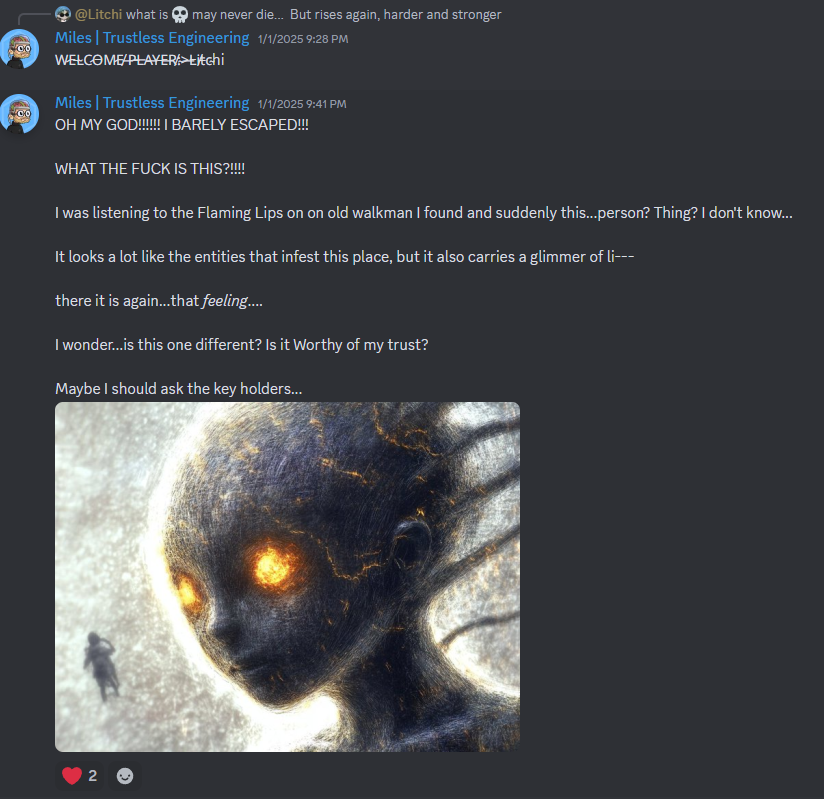 @Litchi what is 💀 may never die... But rises again, harder and stronger
Miles | Trustless Engineering 1/1/2025 9:28 PM
WELCOME/PLAYER/:>Litchi
Miles | Trustless Engineering 1/1/2025 9:41 PM
OH MY GOD!!!!!! I BARELY ESCAPED!!!
WHAT THE FUCK IS THIS?!!!!
I was listening to the Flaming Lips on on old walkman I found and suddenly this...person? Thing? I don't know...
It looks a lot like the entities that infest this place, but it also carries a glimmer of li---
there it is again...that feeling....
I wonder...is this one different? Is it Worthy of my trust?
Maybe I should ask the key holders...
2